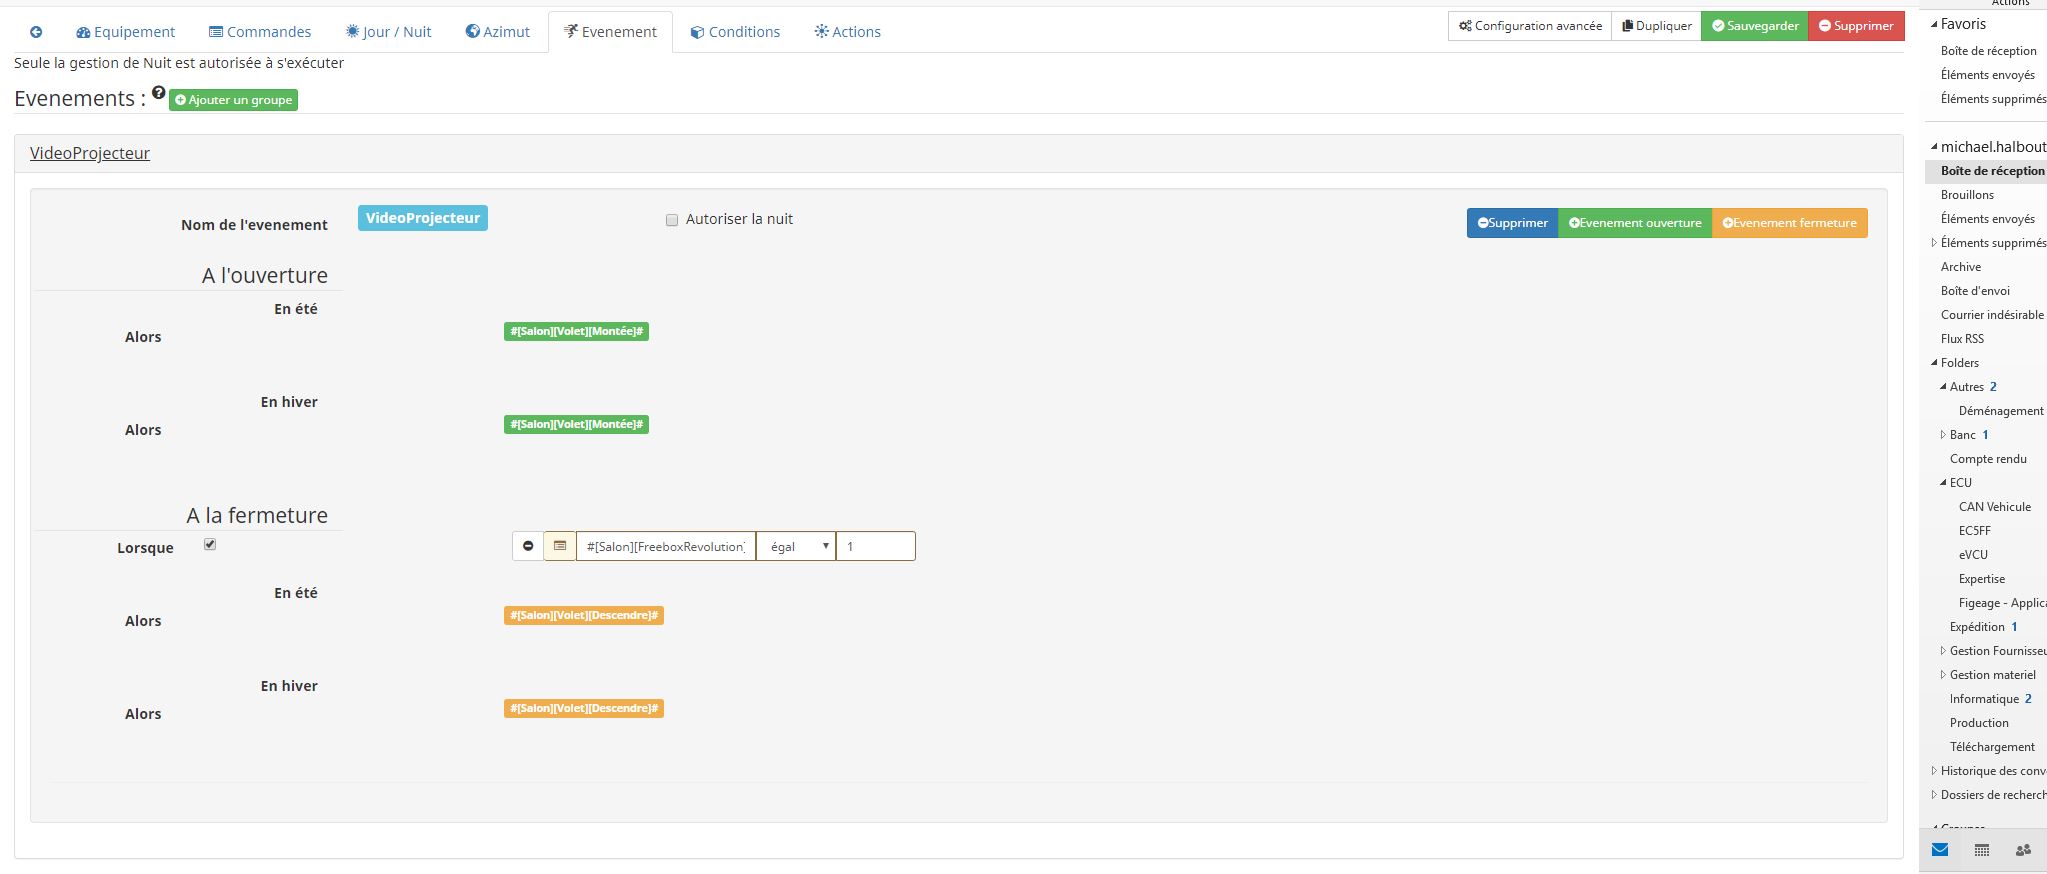 Equipement Commandes Jour / Nuit Azimut Evenement Conditions Actions
Configuration avancée Dupliquer Sauvegarder Supprimer
Seule la gestion de Nuit est autorisée à s'exécuter
Evenements : Ajouter un groupe
VideoProjecteur
Nom de l'evenement VideoProjecteur Autoriser la nuit
Supprimer Evenement ouverture Evenement fermeture
A l'ouverture
En été
Alors #[Salon][Volet][Montée]#
En hiver
Alors #[Salon][Volet][Montée]#
A la fermeture
Lorsque #[Salon][FreeboxRevolution] égal 1
En été
Alors #[Salon][Volet][Descendre]#
En hiver
Alors #[Salon][Volet][Descendre]#
Actions
Favoris
Boîte de réception
Éléments envoyés
Éléments supprimés
michael.halbout
Boîte de réception
Brouillons
Éléments envoyés
Éléments supprimés
Archive
Boîte d'envoi
Courrier indésirable
Flux RSS
Folders
Autres 2
Déménagement
Banc 1
Compte rendu
ECU
CAN Vehicule
EC5FF
eVCU
Expertise
Figeage - Applica
Expédition 1
Gestion Fournisseu
Gestion materiel
Informatique 2
Production
Téléchargement
Historique des conv
Dossiers de recherch
Groupes